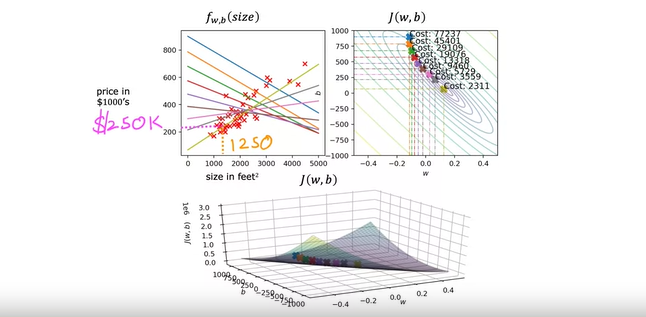 f_{w,b}(size)
J(w, b)
price in
$1000's
$250K
800
600
400
200
0 1000 2000 3000 4000 5000
1250
size in feet²
b
1000
750
500
250
0
−250
−500
−750
−1000
Cost: 77237
Cost: 45401
Cost: 29109
Cost: 19076
Cost: 13318
Cost: 9460
Cost: 5729
Cost: 3559
Cost: 2311
−0.4 −0.2 0.0 0.2 0.4
w
J(w, b)
1e6
J(w, b)
3.0
2.5
2.0
1.5
1.0
0.5
0.0
1000
750
500
250
0
−250
−500
−750
−1000
b
−0.4 −0.2 0.0 0.2 0.4
w